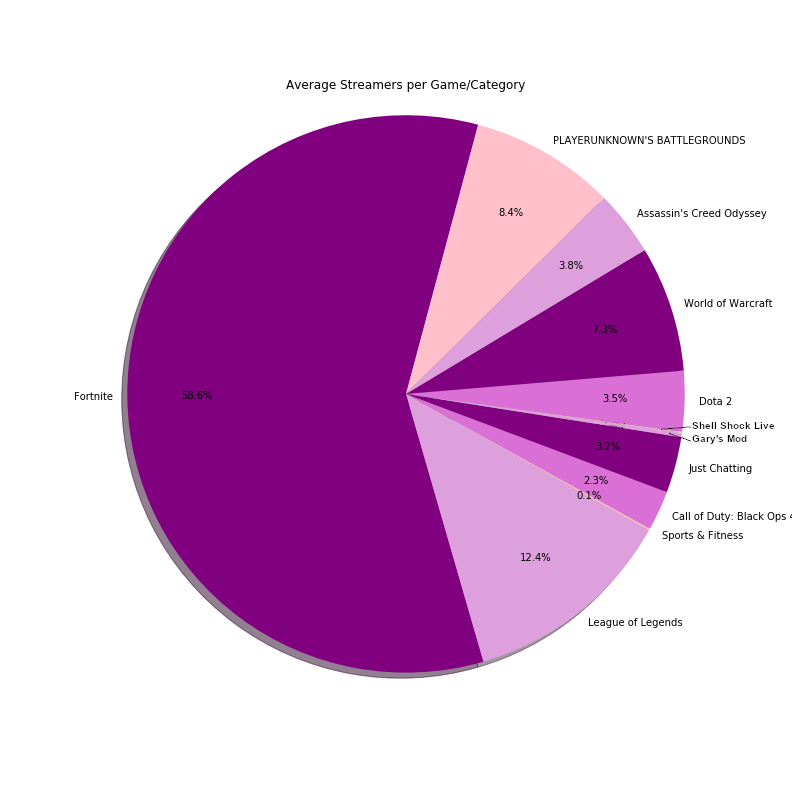 Average Streamers per Game/Category
PLAYERUNKNOWN'S BATTLEGROUNDS
8.4%
Assassin's Creed Odyssey
3.8%
World of Warcraft
7.3%
Dota 2
3.5%
Shell Shock Live
Gary's Mod
3.2%
Just Chatting
2.3%
Call of Duty: Black Ops 4
0.1%
Sports & Fitness
12.4%
League of Legends
Fortnite
58.6%